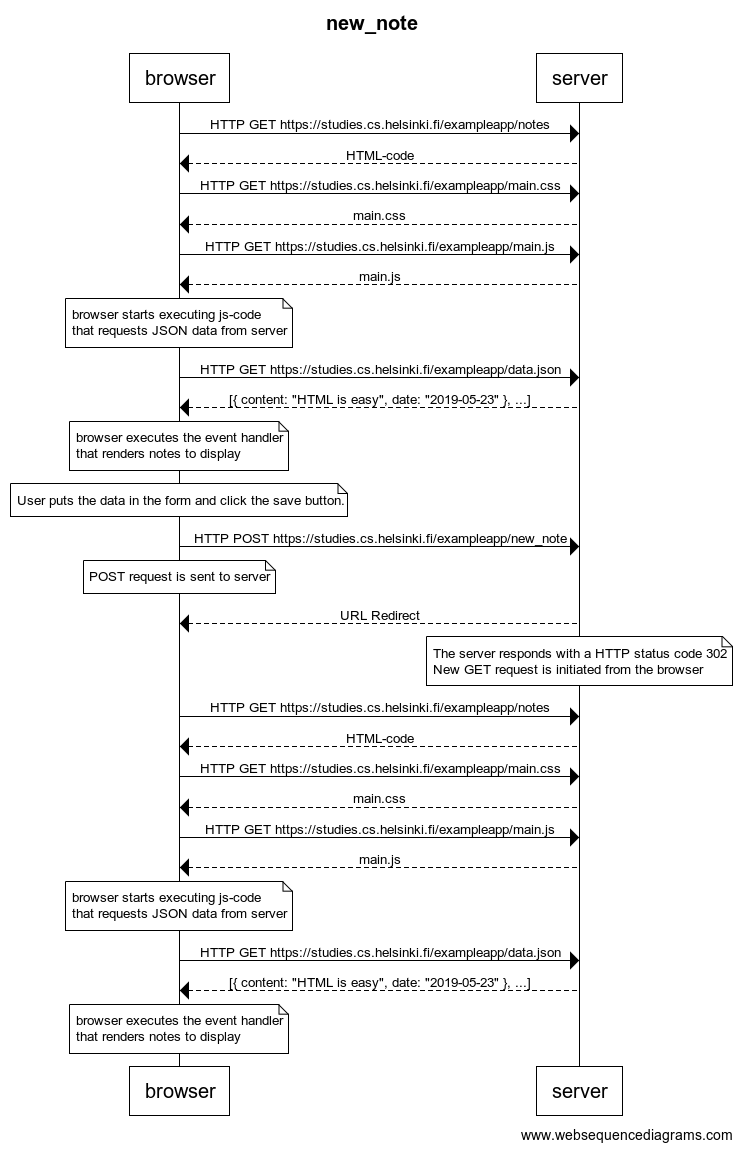 new_note
browser
server
HTTP GET https://studies.cs.helsinki.fi/exampleapp/notes
HTML-code
HTTP GET https://studies.cs.helsinki.fi/exampleapp/main.css
main.css
HTTP GET https://studies.cs.helsinki.fi/exampleapp/main.js
main.js
browser starts executing js-code
that requests JSON data from server
HTTP GET https://studies.cs.helsinki.fi/exampleapp/data.json
[{ content: "HTML is easy", date: "2019-05-23" }, ...]
browser executes the event handler
that renders notes to display
User puts the data in the form and click the save button.
HTTP POST https://studies.cs.helsinki.fi/exampleapp/new_note
POST request is sent to server
URL Redirect
The server responds with a HTTP status code 302
New GET request is initiated from the browser
HTTP GET https://studies.cs.helsinki.fi/exampleapp/notes
HTML-code
HTTP GET https://studies.cs.helsinki.fi/exampleapp/main.css
main.css
HTTP GET https://studies.cs.helsinki.fi/exampleapp/main.js
main.js
browser starts executing js-code
that requests JSON data from server
HTTP GET https://studies.cs.helsinki.fi/exampleapp/data.json
[{ content: "HTML is easy", date: "2019-05-23" }, ...]
browser executes the event handler
that renders notes to display
browser
server
www.websequencediagrams.com